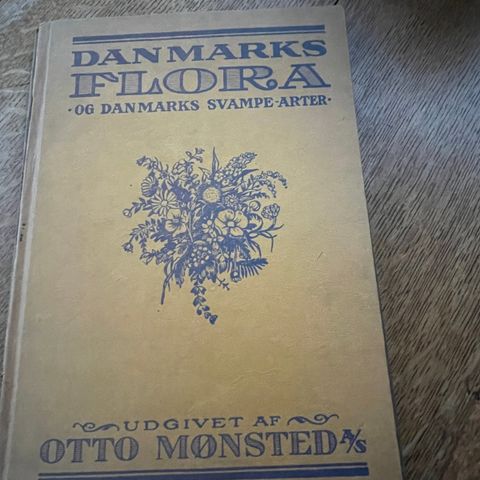 DANMARKS
FLORA
·OG DANMARKS SVAMPE-ARTER·
UDGIVET AF
OTTO MØNSTED A/S